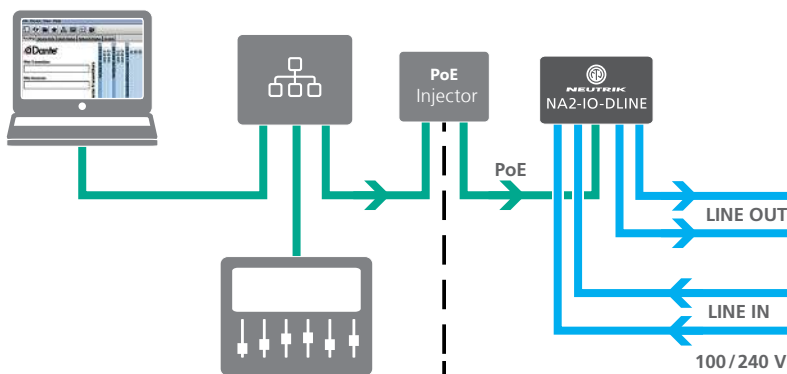 Dante
PoE
Injector
NEUTRIK
NA2-IO-DLINE
PoE
LINE OUT
LINE IN
100/240 V